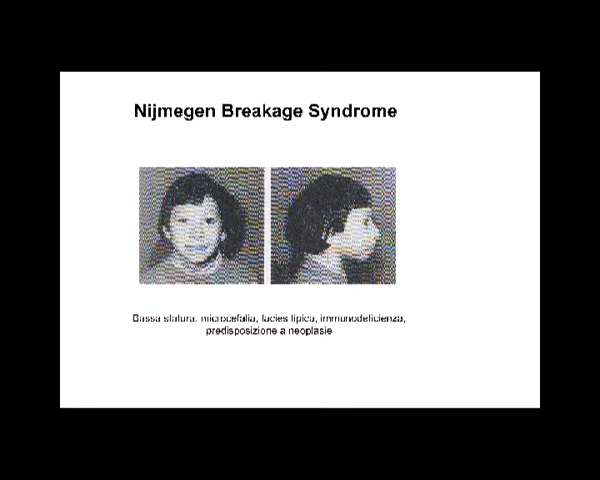 Nijmegen Breakage Syndrome
Bassa statura, microcefalia, facies tipica, immunodeficienza,
predisposizione a neoplasie